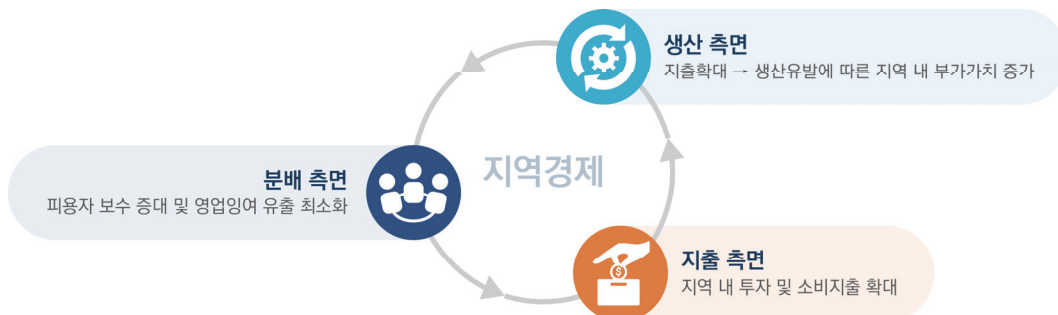 생산 측면
지출확대 → 생산유발에 따른 지역 내 부가가치 증가
지역경제
분배 측면
피용자 보수 증대 및 영업잉여 유출 최소화
지출 측면
지역 내 투자 및 소비지출 확대
$